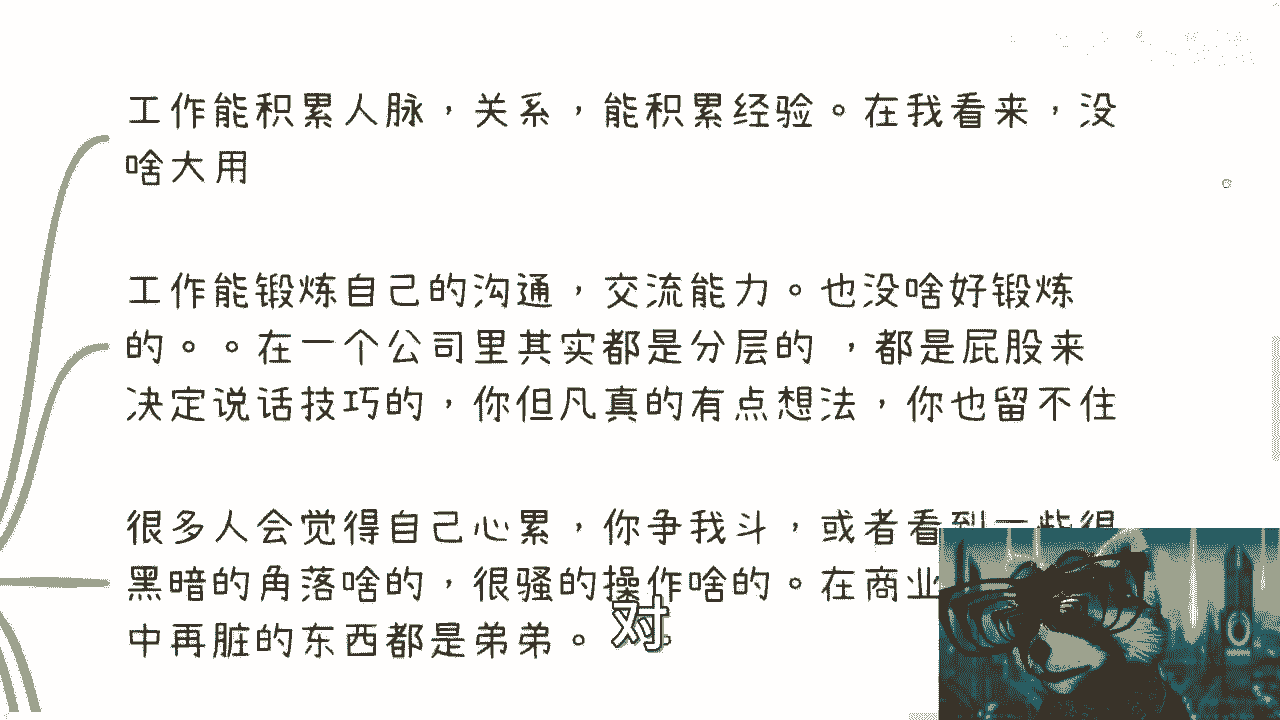 工作能积累人脉，关系，能积累经验。在我看来，没
啥大用
工作能锻炼自己的沟通，交流能力。也没啥好锻炼
的。。在一个公司里其实都是分层的 ，都是屁股来
决定说话技巧的，你但凡真的有点想法，你也留不住
很多人会觉得自己心累，你争我斗，或者看到一些很
黑暗的角落啥的，很骚的操作啥的。在商业
中再脏的东西都是弟弟。
对